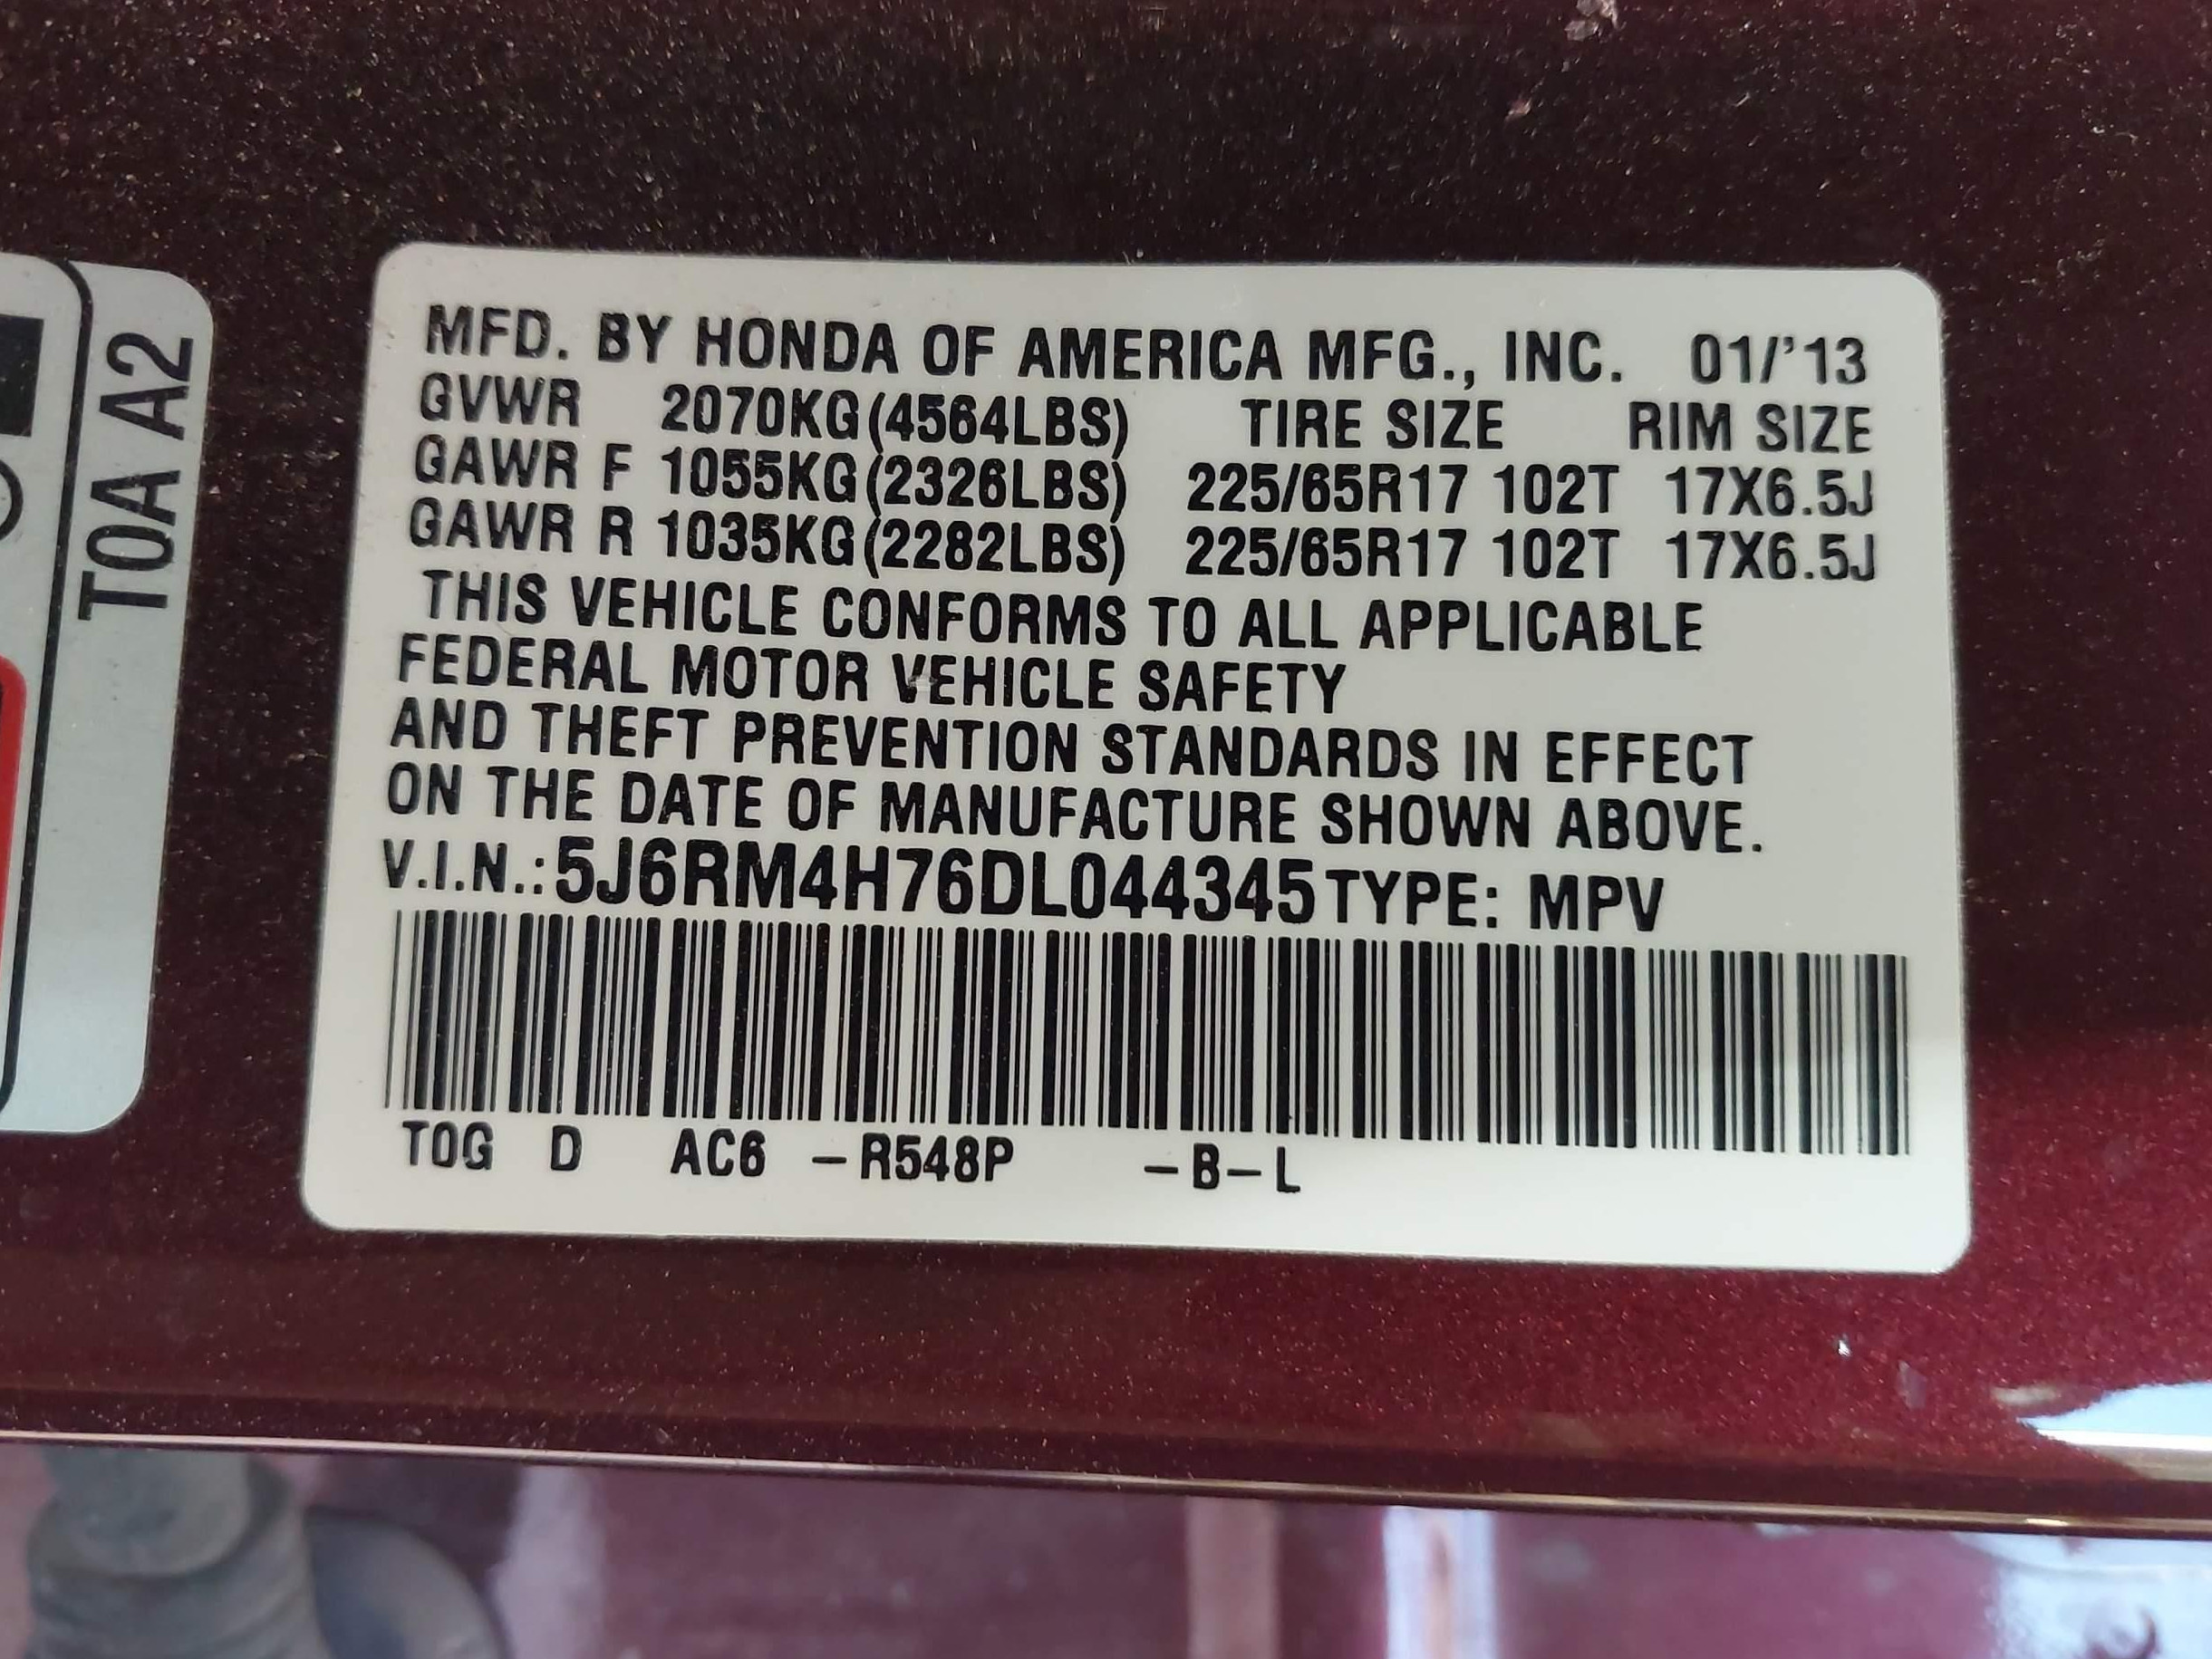 T0A A2
MFD. BY HONDA OF AMERICA MFG., INC. 01/'13
GVWR 2070KG(4564LBS) TIRE SIZE RIM SIZE
GAWR F 1055KG(2326LBS) 225/65R17 102T 17X6.5J
GAWR R 1035KG(2282LBS) 225/65R17 102T 17X6.5J
THIS VEHICLE CONFORMS TO ALL APPLICABLE
FEDERAL MOTOR VEHICLE SAFETY
AND THEFT PREVENTION STANDARDS IN EFFECT
ON THE DATE OF MANUFACTURE SHOWN ABOVE.
V.I.N.:5J6RM4H76DL044345 TYPE: MPV
T0G D AC6 -R548P -B-L